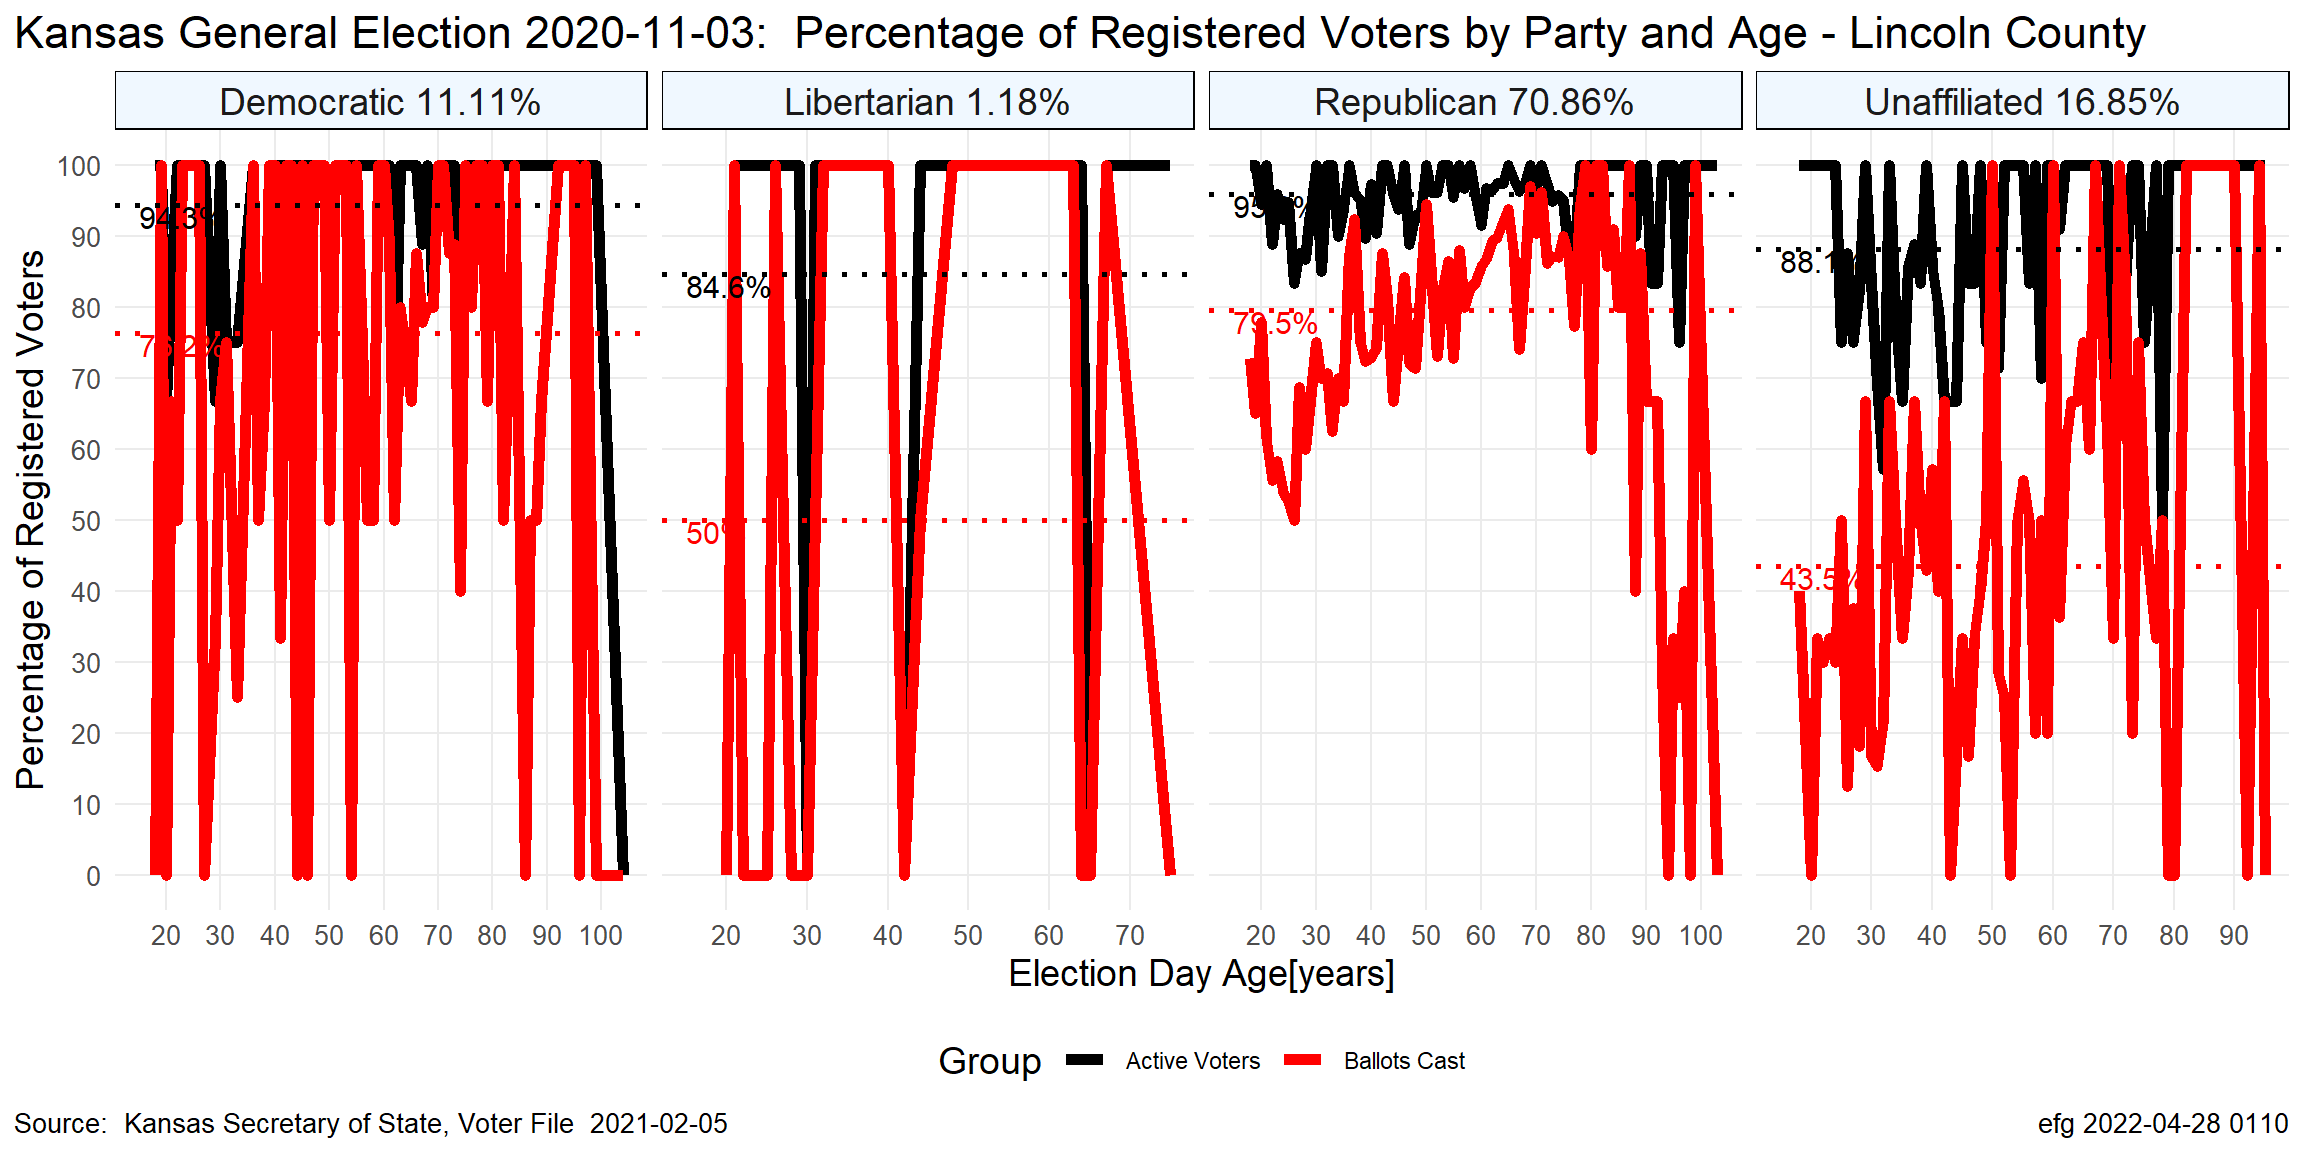 Kansas General Election 2020-11-03:  Percentage of Registered Voters by Party and Age - Lincoln County
Democratic 11.11%
Libertarian 1.18%
Republican 70.86%
Unaffiliated 16.85%
Percentage of Registered Voters
100
90
80
70
60
50
40
30
20
10
0
94.3%
84.6%
79.5%
88.1%
50%
43.5%
20 30 40 50 60 70 80 90 100
20 30 40 50 60 70
20 30 40 50 60 70 80 90 100
20 30 40 50 60 70 80 90
Election Day Age[years]
Group Active Voters Ballots Cast
Source:  Kansas Secretary of State, Voter File  2021-02-05
efg 2022-04-28 0110